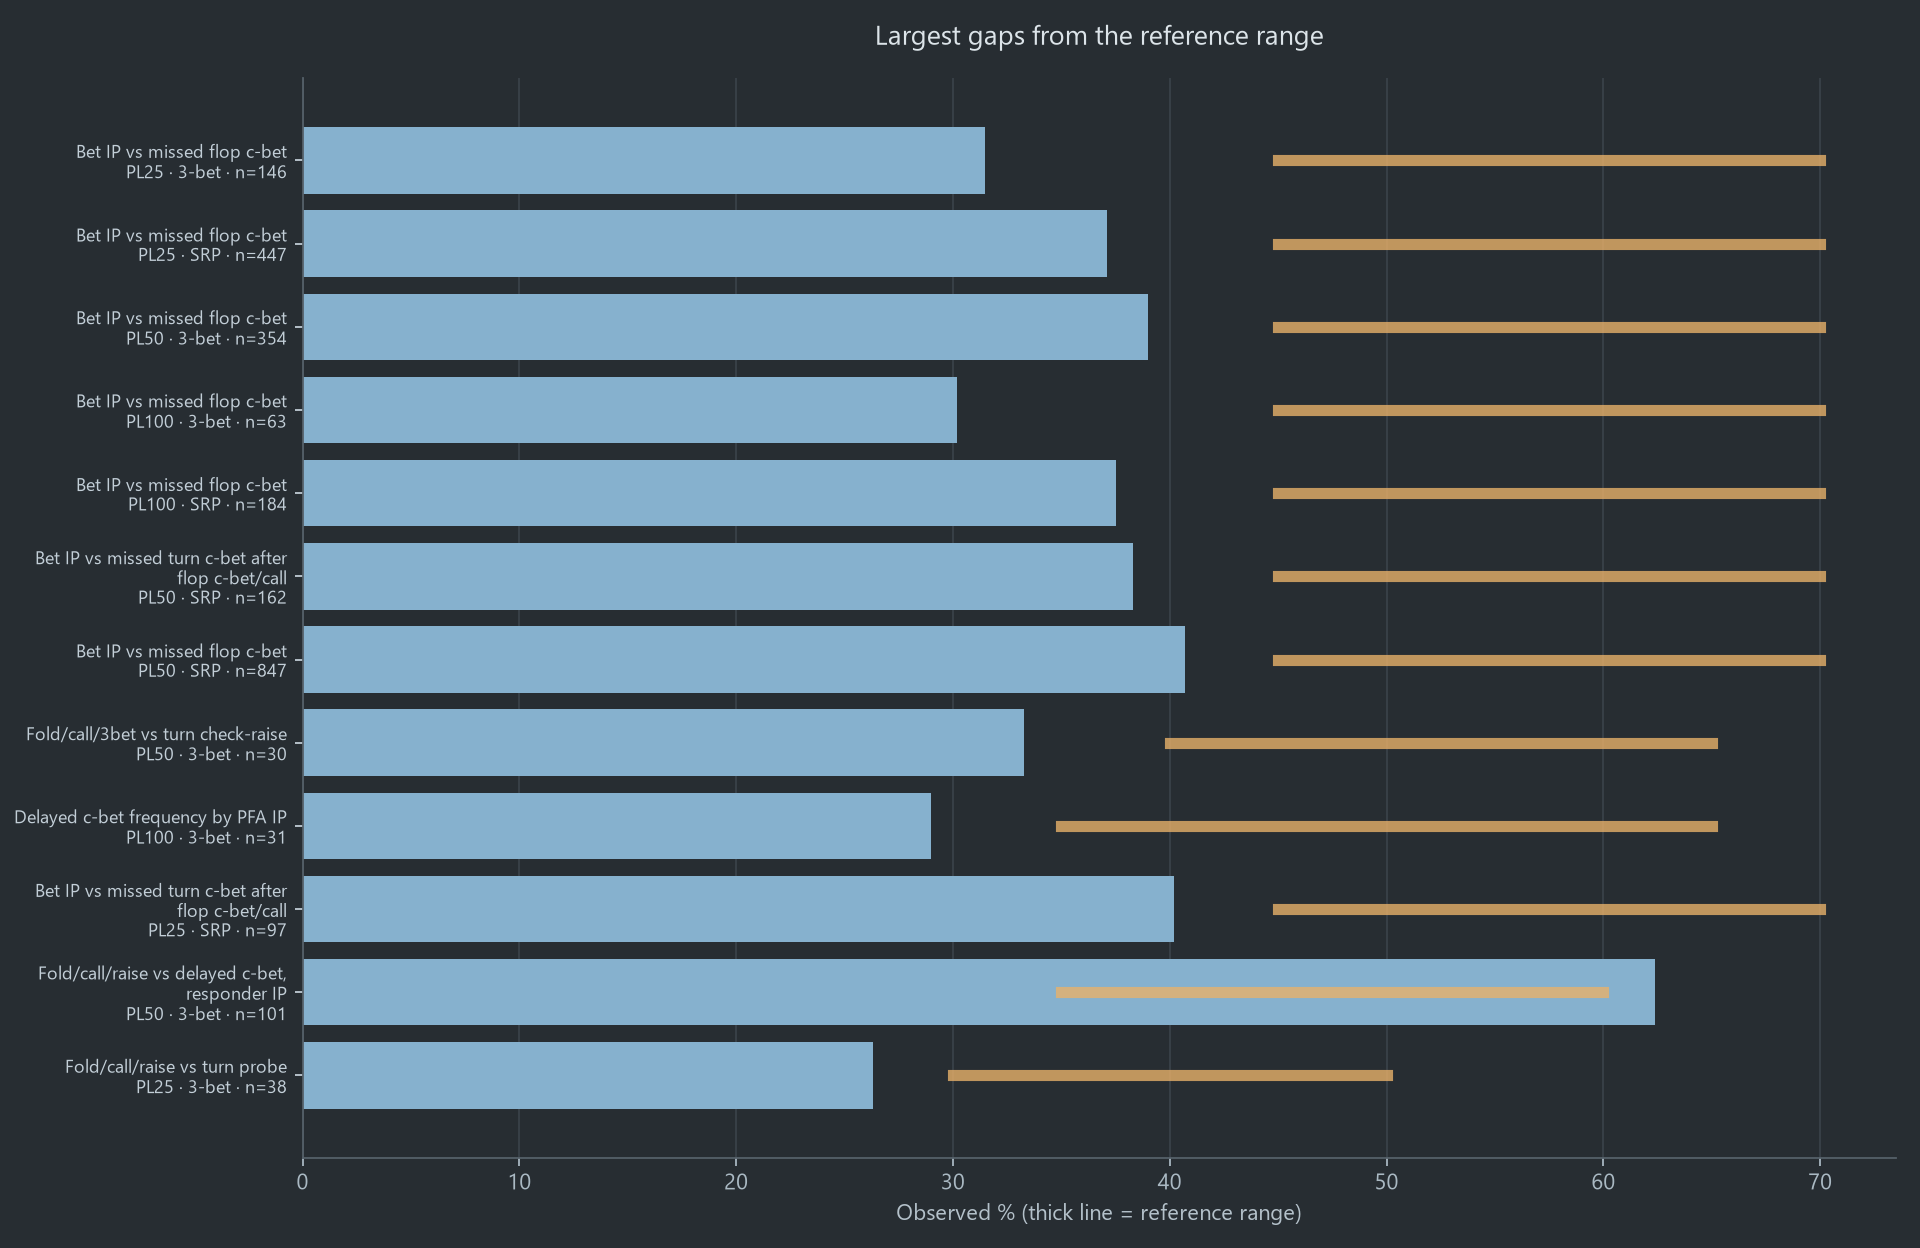 Largest gaps from the reference range
Bet IP vs missed flop c-bet
PL25 · 3-bet · n=146
Bet IP vs missed flop c-bet
PL25 · SRP · n=447
Bet IP vs missed flop c-bet
PL50 · 3-bet · n=354
Bet IP vs missed flop c-bet
PL100 · 3-bet · n=63
Bet IP vs missed flop c-bet
PL100 · SRP · n=184
Bet IP vs missed turn c-bet after
flop c-bet/call
PL50 · SRP · n=162
Bet IP vs missed flop c-bet
PL50 · SRP · n=847
Fold/call/3bet vs turn check-raise
PL50 · 3-bet · n=30
Delayed c-bet frequency by PFA IP
PL100 · 3-bet · n=31
Bet IP vs missed turn c-bet after
flop c-bet/call
PL25 · SRP · n=97
Fold/call/raise vs delayed c-bet,
responder IP
PL50 · 3-bet · n=101
Fold/call/raise vs turn probe
PL25 · 3-bet · n=38
0 10 20 30 40 50 60 70
Observed % (thick line = reference range)